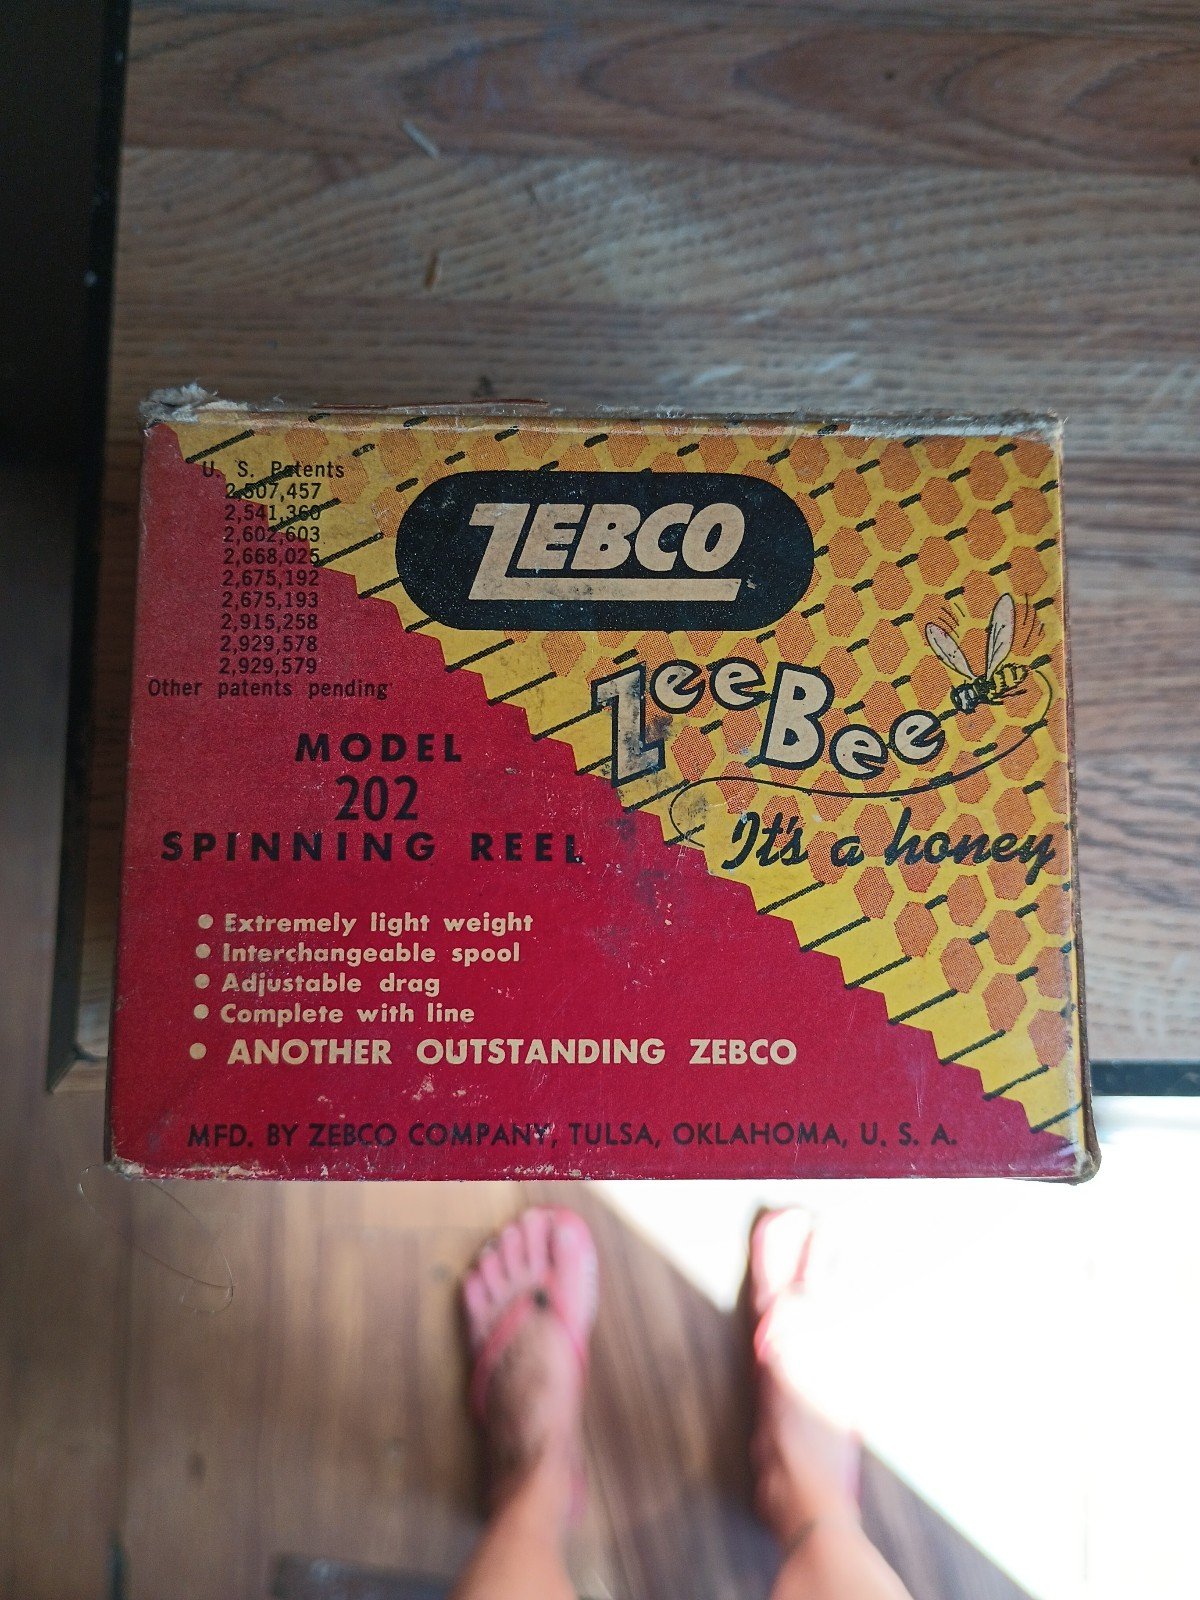 U. S. Patents
2,507,457
2,541,360
2,602,603
2,668,025
2,675,192
2,675,193
2,915,258
2,929,578
2,929,579
Other patents pending
ZEBCO
Zee Bee
It's a honey
MODEL
202
SPINNING REEL
• Extremely light weight
• Interchangeable spool
• Adjustable drag
• Complete with line
• ANOTHER OUTSTANDING ZEBCO
MFD. BY ZEBCO COMPANY, TULSA, OKLAHOMA, U. S. A.